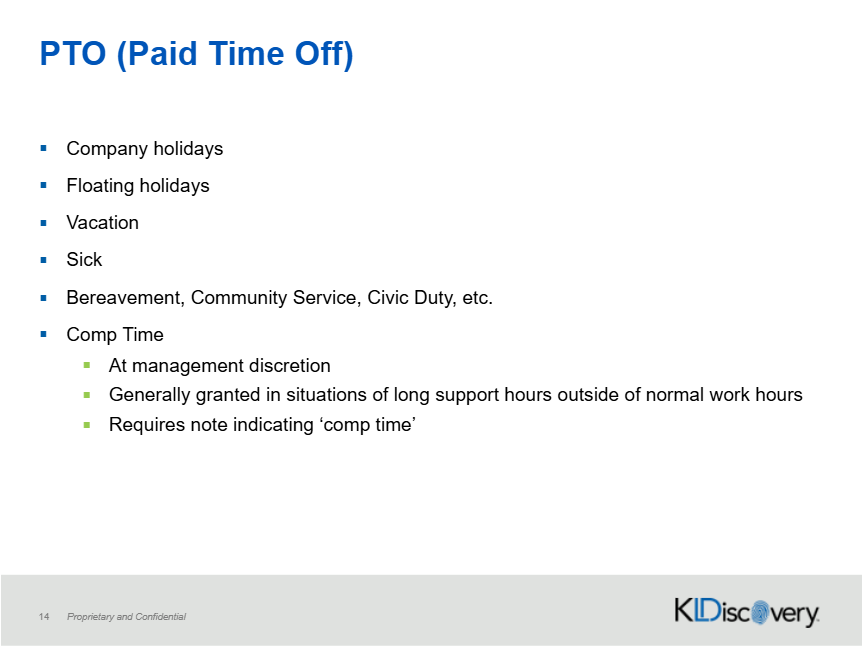 PTO (Paid Time Off)
Company holidays
Floating holidays
Vacation
Sick
Bereavement, Community Service, Civic Duty, etc.
Comp Time
At management discretion
Generally granted in situations of long support hours outside of normal work hours
Requires note indicating ‘comp time’
14 Proprietary and Confidential
KLDiscovery